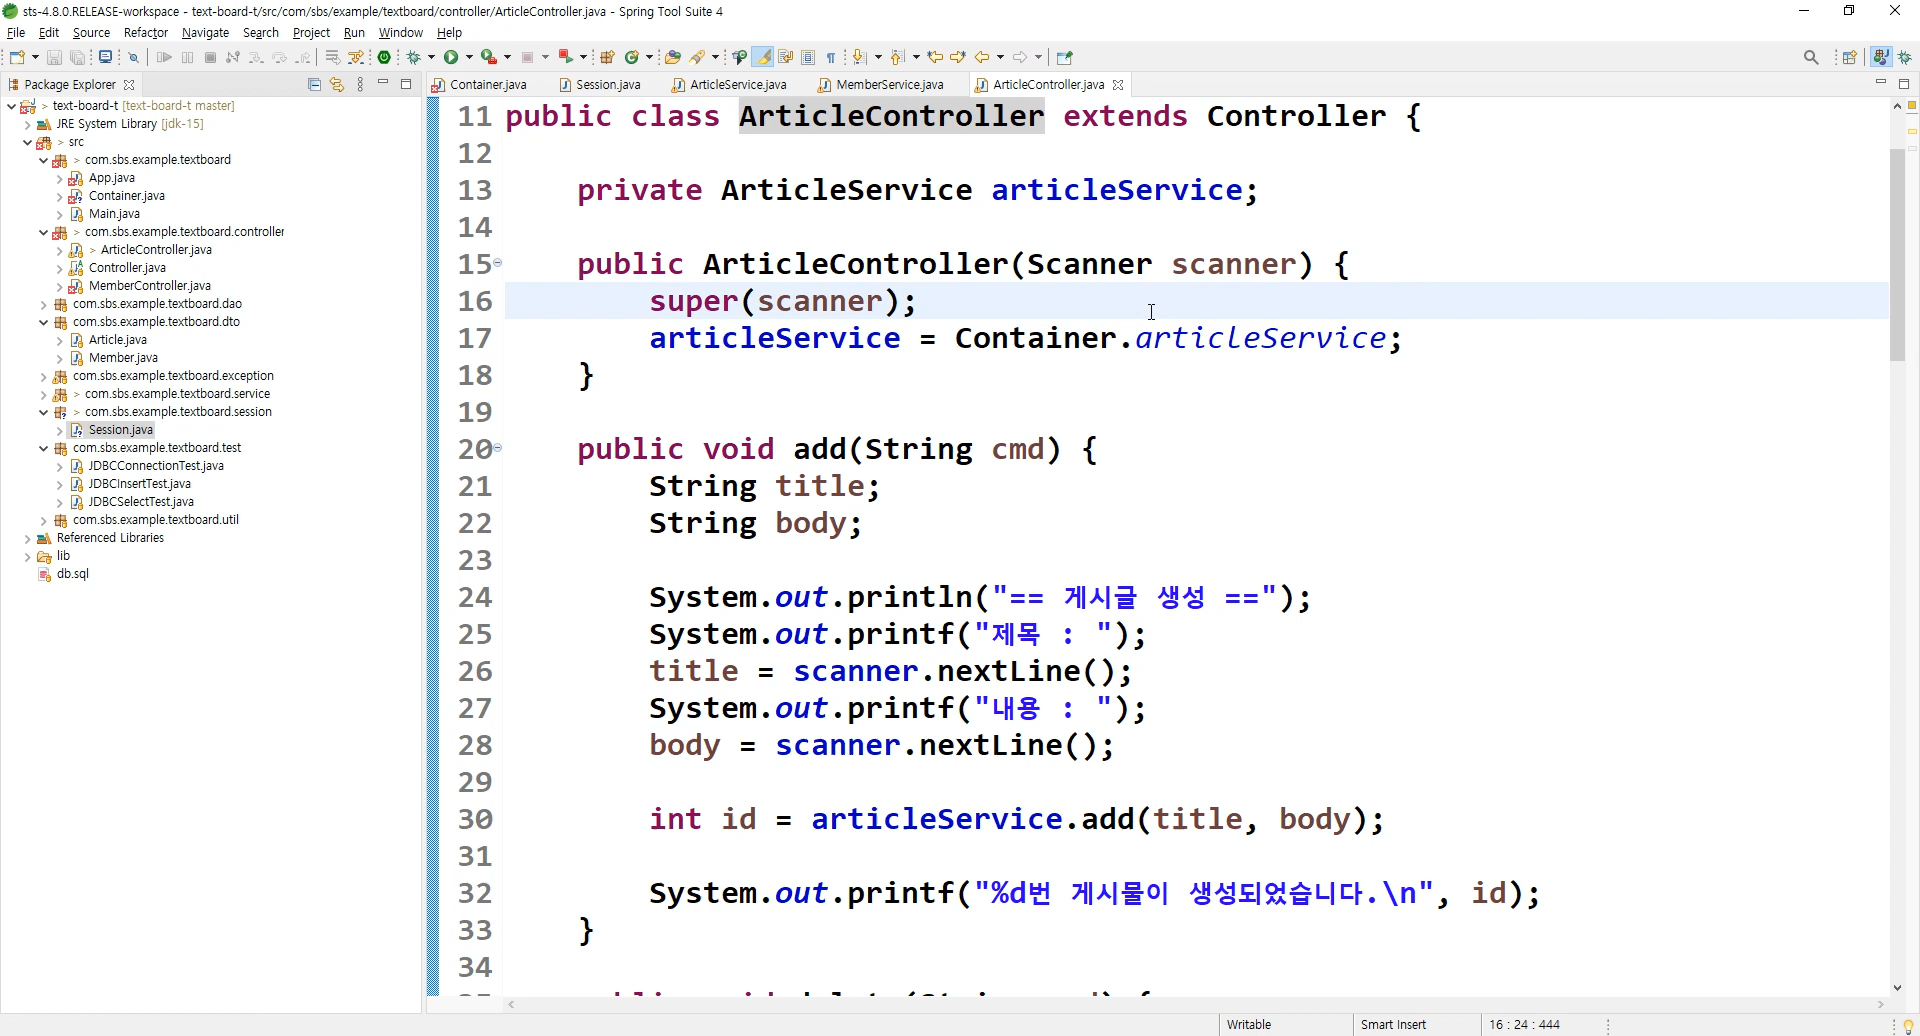 sts-4.8.0.RELEASE-workspace - text-board-t/src/com/sbs/example/textboard/controller/ArticleController.java - Spring Tool Suite 4
File Edit Source Refactor Navigate Search Project Run Window Help
Package Explorer
Container.java Session.java ArticleService.java MemberService.java ArticleController.java
> text-board-t [text-board-t master]
JRE System Library [jdk-15]
> src
> com.sbs.example.textboard
App.java
Container.java
Main.java
> com.sbs.example.textboard.controller
> ArticleController.java
Controller.java
MemberController.java
com.sbs.example.textboard.dao
com.sbs.example.textboard.dto
Article.java
Member.java
com.sbs.example.textboard.exception
> com.sbs.example.textboard.service
> com.sbs.example.textboard.session
Session.java
com.sbs.example.textboard.test
JDBCConnectionTest.java
JDBCInsertTest.java
JDBCSelectTest.java
com.sbs.example.textboard.util
Referenced Libraries
lib
db.sql
11 public class ArticleController extends Controller {
12
13 private ArticleService articleService;
14
15 public ArticleController(Scanner scanner) {
16 super(scanner);
17 articleService = Container.articleService;
18 }
19
20 public void add(String cmd) {
21 String title;
22 String body;
23
24 System.out.println("== 게시글 생성 ==");
25 System.out.printf("제목 : ");
26 title = scanner.nextLine();
27 System.out.printf("내용 : ");
28 body = scanner.nextLine();
29
30 int id = articleService.add(title, body);
31
32 System.out.printf("%d번 게시물이 생성되었습니다.\n", id);
33 }
34
Writable Smart Insert 16 : 24 : 444